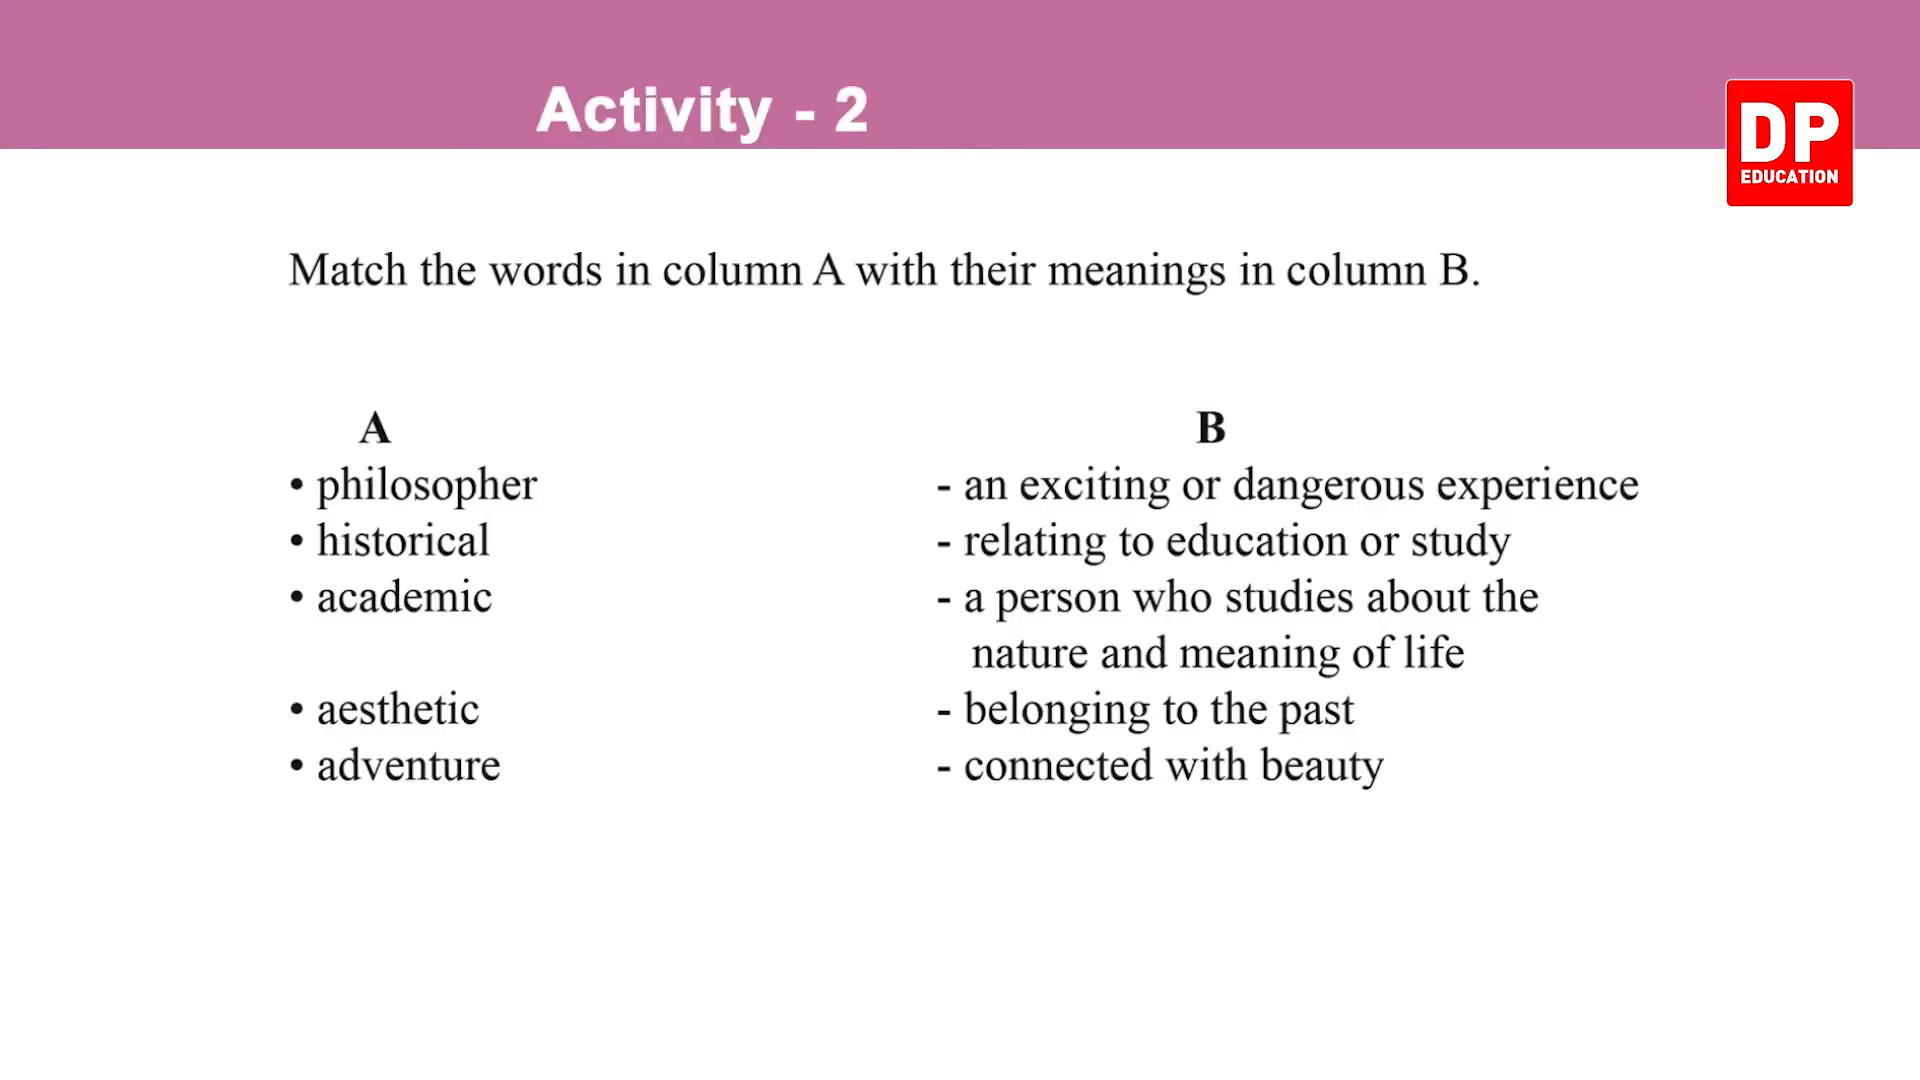 Activity - 2
DP
EDUCATION
Match the words in column A with their meanings in column B.
A B
• philosopher - an exciting or dangerous experience
• historical - relating to education or study
• academic - a person who studies about the
nature and meaning of life
• aesthetic - belonging to the past
• adventure - connected with beauty